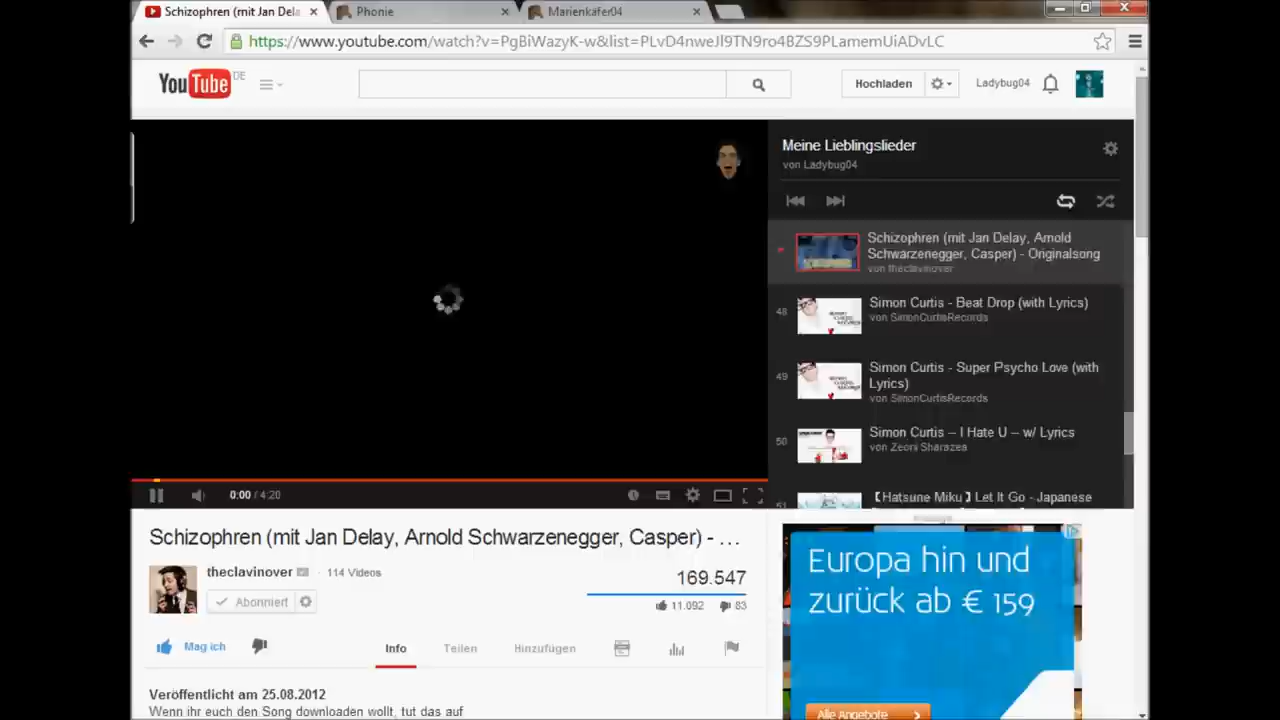 Schizophren (mit Jan Dela
Phonie
Marienkäfer04
https://www.youtube.com/watch?v=PgBiWazyK-w&list=PLvD4nweJl9TN9ro4BZS9PLamemUiADvLC
YouTube DE
Hochladen
Ladybug04
Meine Lieblingslieder
von Ladybug04
Schizophren (mit Jan Delay, Arnold
Schwarzenegger, Casper) - Originalsong
von theclavinover
48
Simon Curtis - Beat Drop (with Lyrics)
von SimonCurtisRecords
49
Simon Curtis - Super Psycho Love (with
Lyrics)
von SimonCurtisRecords
50
Simon Curtis -- I Hate U -- w/ Lyrics
von Zeoni Sharazea
51
【Hatsune Miku】Let It Go - Japanese
0:00 / 4:20
Schizophren (mit Jan Delay, Arnold Schwarzenegger, Casper) - ...
theclavinover · 114 Videos
Abonniert
169.547
11.092
83
Mag ich
Info
Teilen
Hinzufügen
Veröffentlicht am 25.08.2012
Wenn ihr euch den Song downloaden wollt, tut das auf
Europa hin und
zurück ab € 159
Alle Angebote